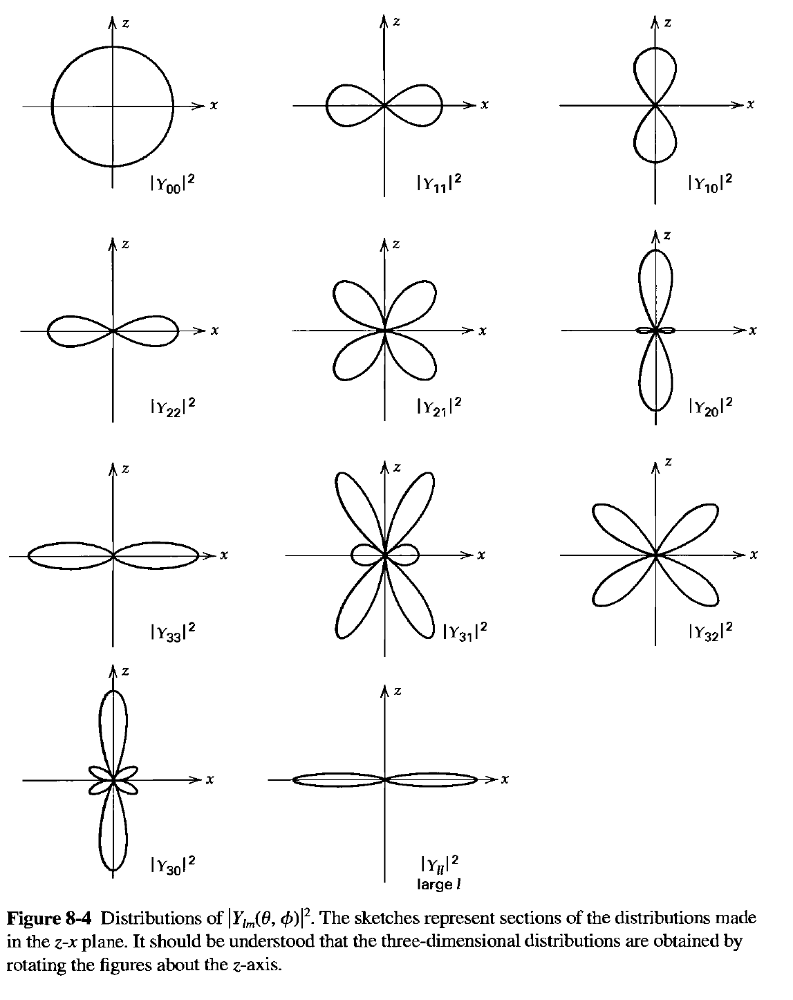 z
x
|Y₀₀|²
z
x
|Y₁₁|²
z
x
|Y₁₀|²
z
x
|Y₂₂|²
z
x
|Y₂₁|²
z
x
|Y₂₀|²
z
x
|Y₃₃|²
z
x
|Y₃₁|²
z
x
|Y₃₂|²
z
x
|Y₃₀|²
z
x
|Yₗₗ|²
large l
Figure 8-4 Distributions of |Yₗₘ(θ, ϕ)|². The sketches represent sections of the distributions made
in the z-x plane. It should be understood that the three-dimensional distributions are obtained by
rotating the figures about the z-axis.